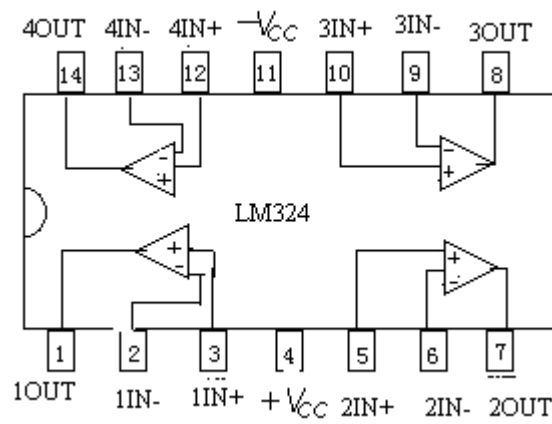 4OUT 4IN- 4IN+ -VCC 3IN+ 3IN- 3OUT
14 13 12 11 10 9 8
- - +
+ +
-
LM324
+ +
- -
1 2 3 4 5 6 7
1OUT 1IN- 1IN+ +VCC 2IN+ 2IN- 2OUT